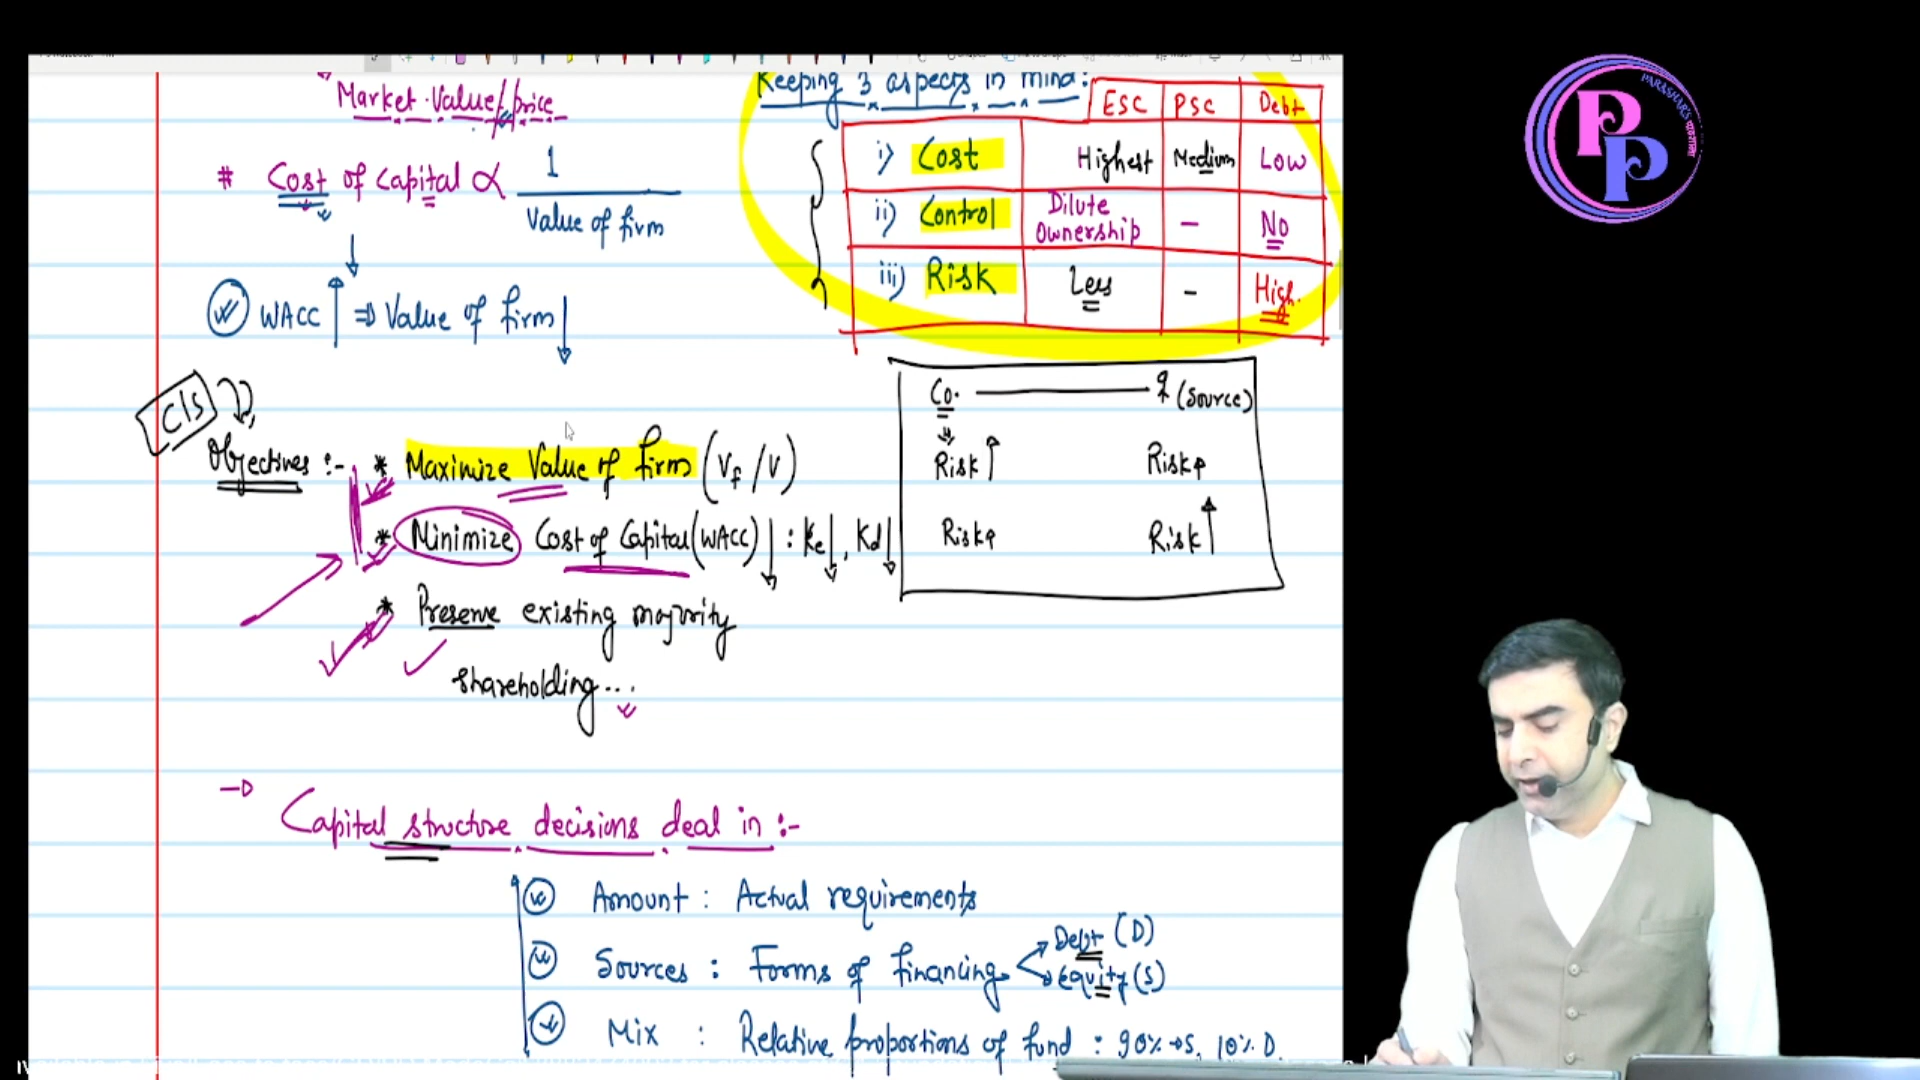 Market Value/price
Keeping 3 aspects in mind:
ESC PSC Debt
i) Cost Highest Medium Low
ii) Control Dilute Ownership - No
iii) Risk Less - High.
# Cost of Capital ∝ 1
Value of firm
WACC ↑ ⇒ Value of firm ↓
C/S
Co. — (Source)
Risk ↑ Risk
Risk Risk ↑
Objectives :- * Maximize Value of firm (Vf / V)
* Minimize Cost of Capital (WACC) ↓ : Ke ↓, Kd ↓
* Preserve existing majority
shareholding...
Capital structure decisions deal in :-
Amount : Actual requirements
Sources : Forms of financing Debt (D)
equity (S)
Mix : Relative proportions of fund : 90% → S, 10% D.
PARASHAR'S
PP